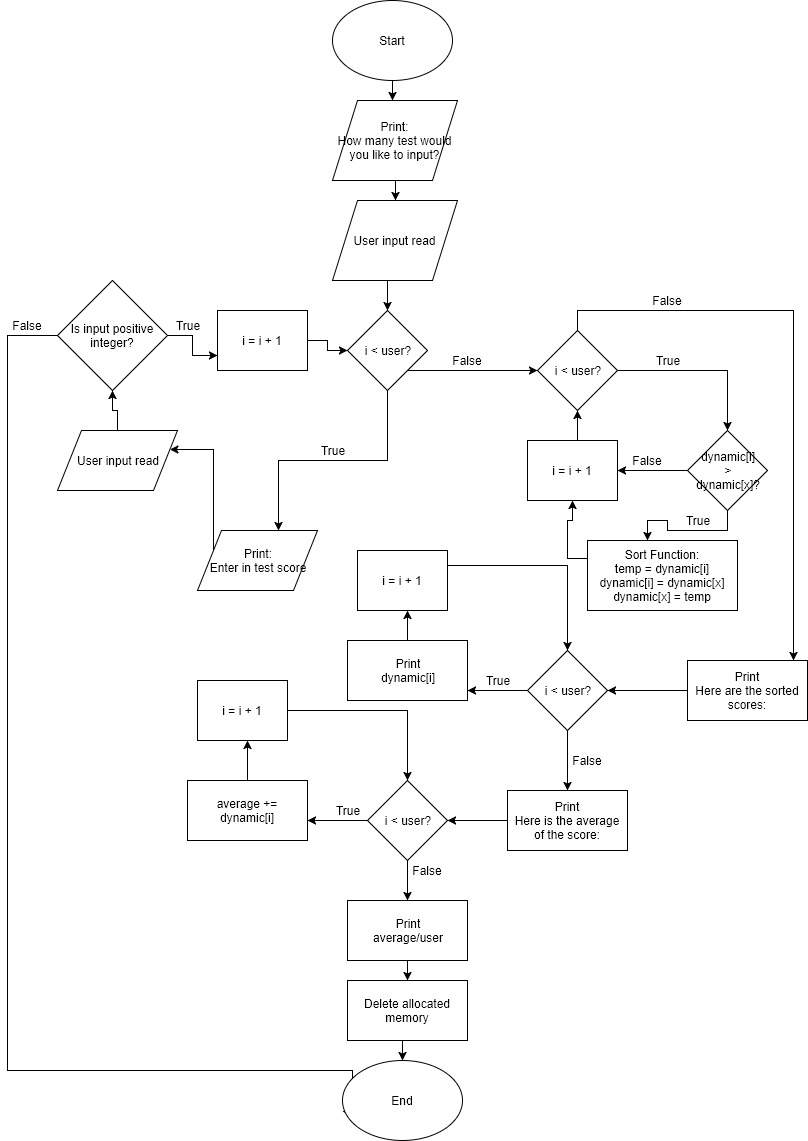 Start
Print:
How many test would
you like to input?
User input read
i < user?
False
True
Is input positive
integer?
True
False
i = i + 1
User input read
Print:
Enter in test score
i < user?
False
True
dynamic[i]
>
dynamic[x]?
False
True
i = i + 1
Sort Function:
temp = dynamic[i]
dynamic[i] = dynamic[x]
dynamic[x] = temp
Print
Here are the sorted
scores:
i < user?
True
False
Print
dynamic[i]
i = i + 1
Print
Here is the average
of the score:
i < user?
True
False
average +=
dynamic[i]
i = i + 1
Print
average/user
Delete allocated
memory
End